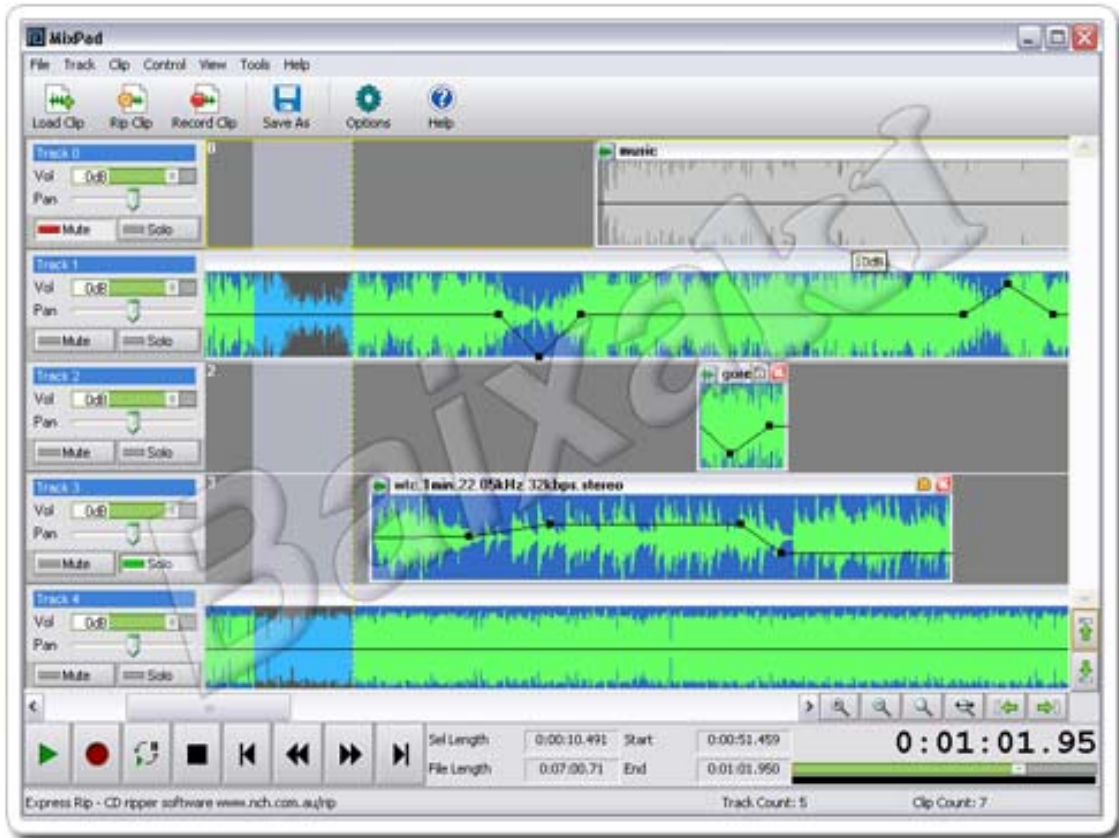 MixPad
File Track Clip Control View Tools Help
Load Clip Rip Clip Record Clip Save As Options Help
Track 0
0
music
Vol 0dB
Pan
Mute Solo
10dB
Track 1
Vol 0dB
Pan
Mute Solo
Track 2
2
Vol 0dB
Pan
Mute Solo
Track 3
3
wtc.1min.22.05kHz.32kbps.stereo
Vol 0dB
Pan
Mute Solo
Track 4
Vol 0dB
Pan
Mute Solo
Baixaki
Sel Length 0:00:10.491 Start 0:00:51.459 0:01:01.95
File Length 0:07:00.71 End 0:01:01.950
Express Rip - CD ripper software www.nch.com.au/rip Track Count: 5 Clip Count: 7